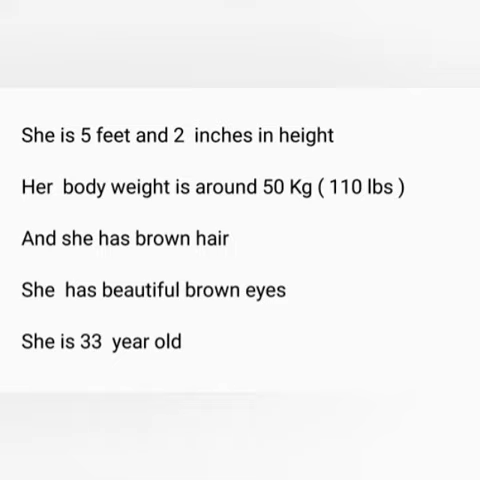 She is 5 feet and 2 inches in height
Her body weight is around 50 Kg ( 110 lbs )
And she has brown hair
She has beautiful brown eyes
She is 33 year old